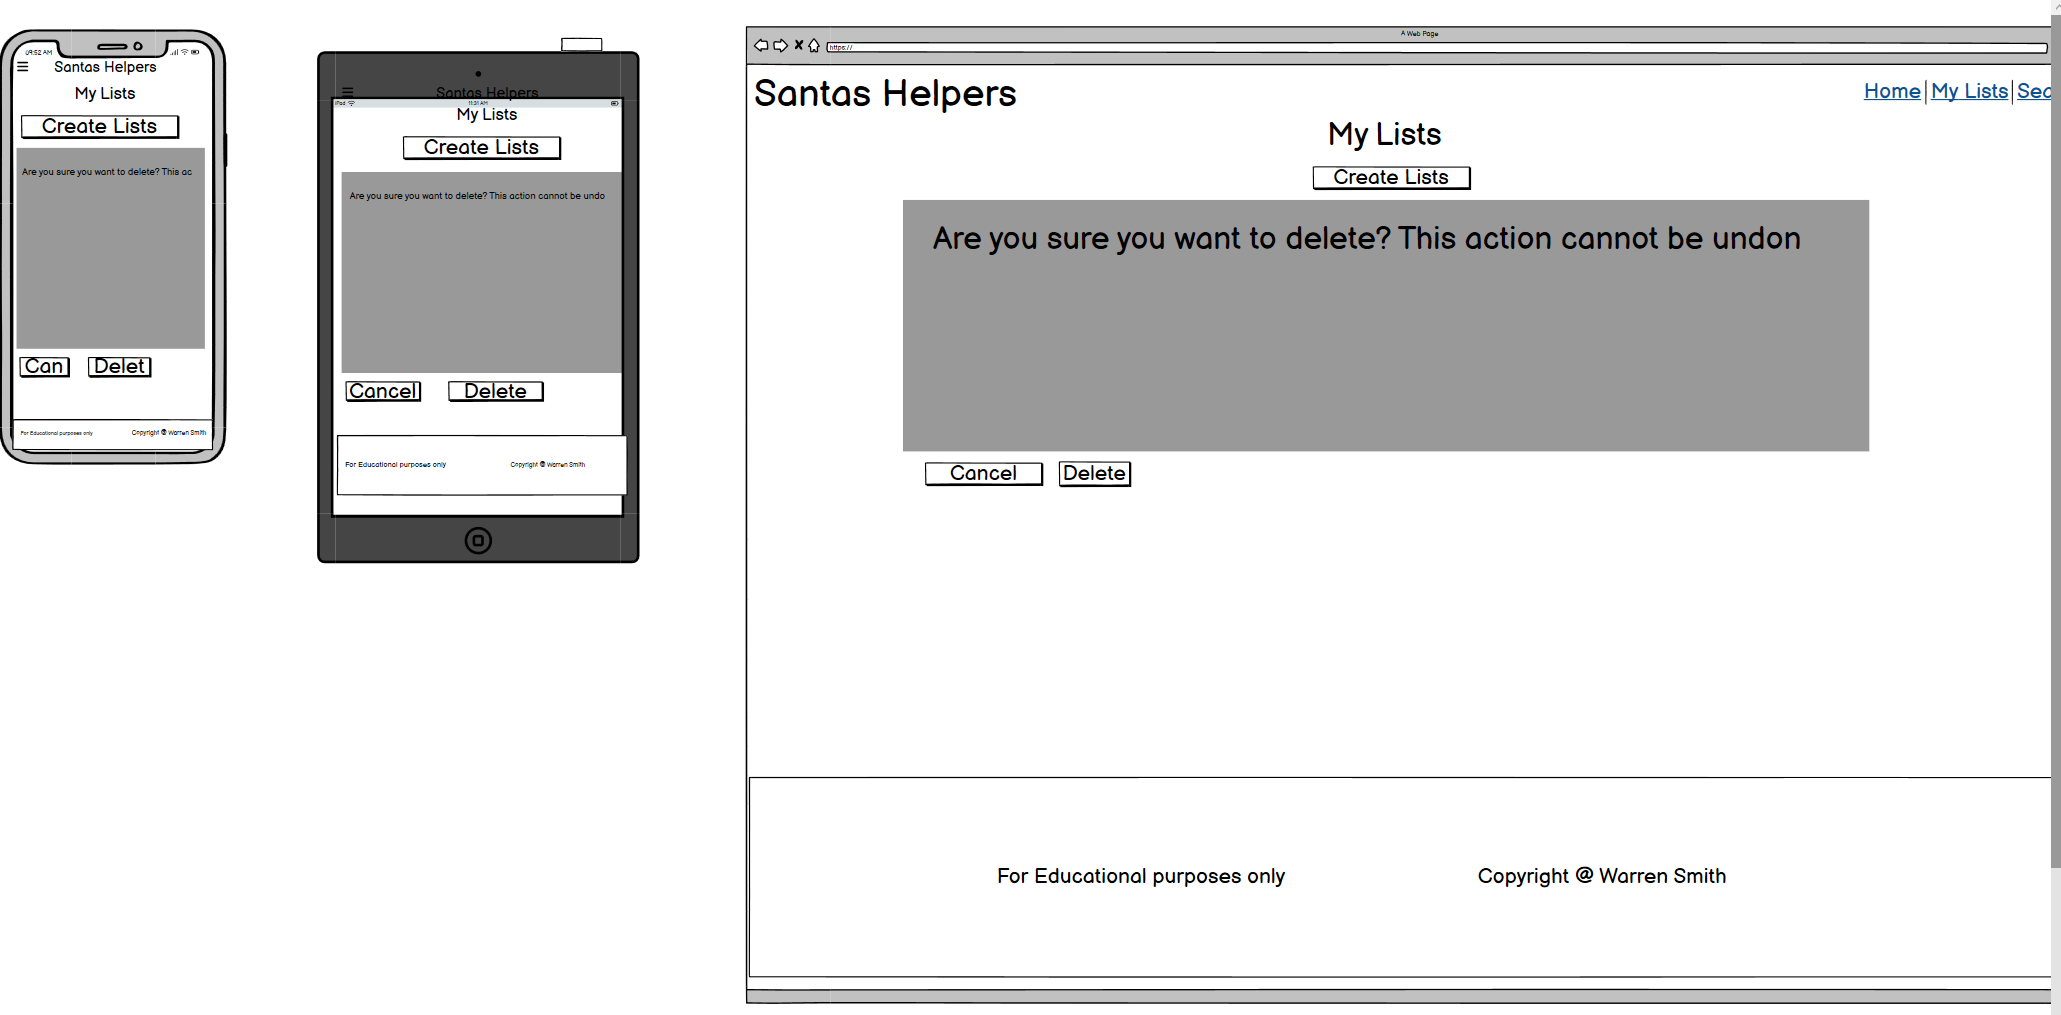 09:52 AM
Santas Helpers
My Lists
Create Lists
Are you sure you want to delete? This ac
Can Delet
For Educational purposes only Copyright @ Warren Smith
Santas Helpers
iPad 11:31 AM
My Lists
Create Lists
Are you sure you want to delete? This action cannot be undo
Cancel Delete
For Educational purposes only Copyright @ Warren Smith
A Web Page
https://
Santas Helpers Home My Lists Sea
My Lists
Create Lists
Are you sure you want to delete? This action cannot be undon
Cancel Delete
For Educational purposes only Copyright @ Warren Smith